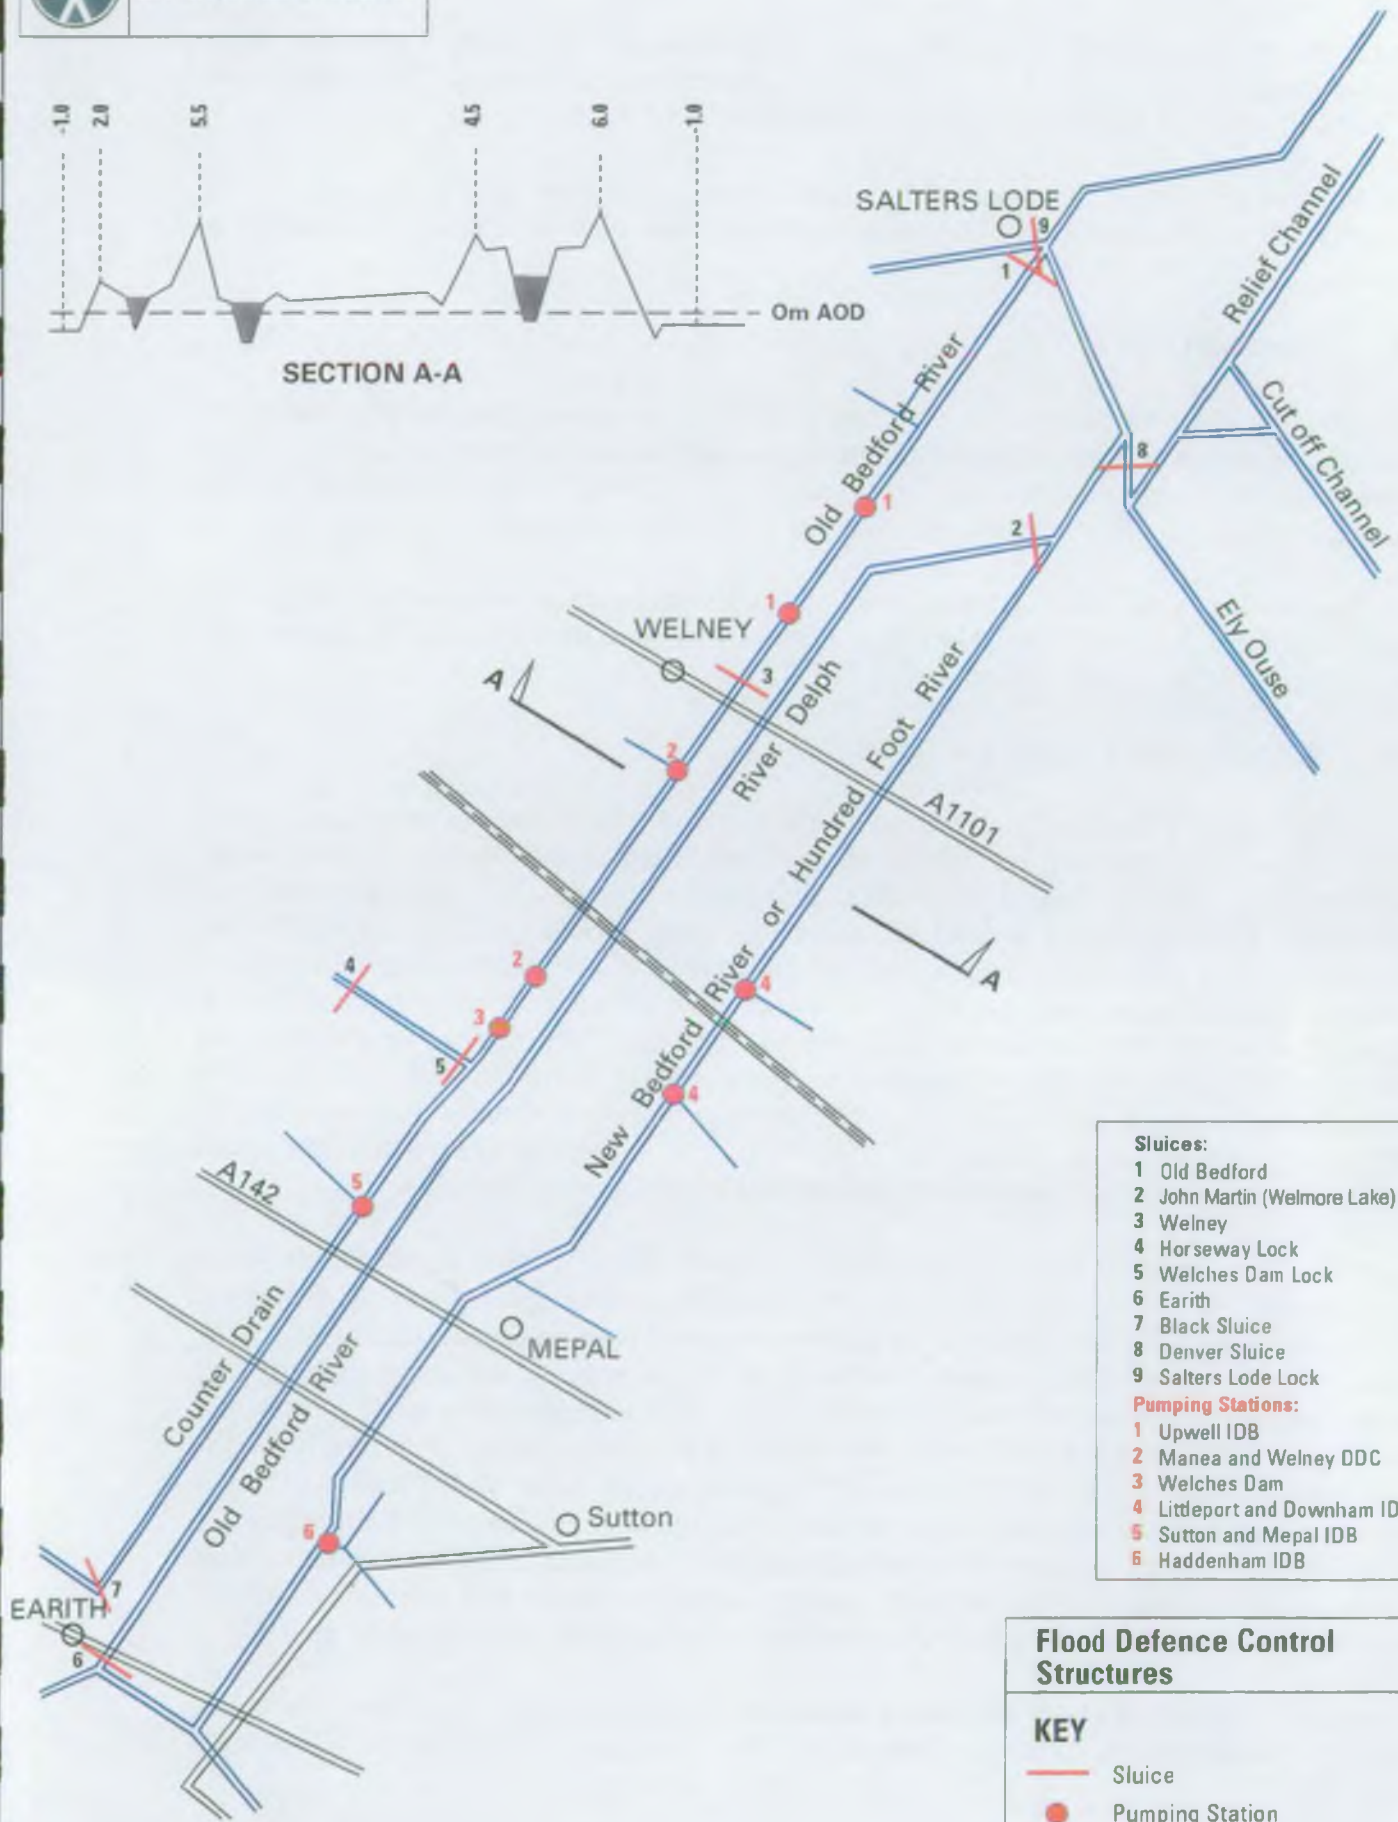 -1.0
2.0
5.5
4.5
6.0
-1.0
0m AOD
SECTION A-A
SALTERS LODE
9
1
Relief Channel
Old Bedford River
Cut off Channel
8
1
2
Ely Ouse
1
WELNEY
3
A
River Delph
New Bedford River or Hundred Foot River
2
A1101
A
4
2
3
4
5
4
5
A142
MEPAL
Counter Drain
Old Bedford River
6
Sutton
7
EARITH
6
Sluices:
1 Old Bedford
2 John Martin (Welmore Lake)
3 Welney
4 Horseway Lock
5 Welches Dam Lock
6 Earith
7 Black Sluice
8 Denver Sluice
9 Salters Lode Lock
Pumping Stations:
1 Upwell IDB
2 Manea and Welney DDC
3 Welches Dam
4 Littleport and Downham ID
5 Sutton and Mepal IDB
6 Haddenham IDB
Flood Defence Control
Structures
KEY
Sluice
Pumping Station